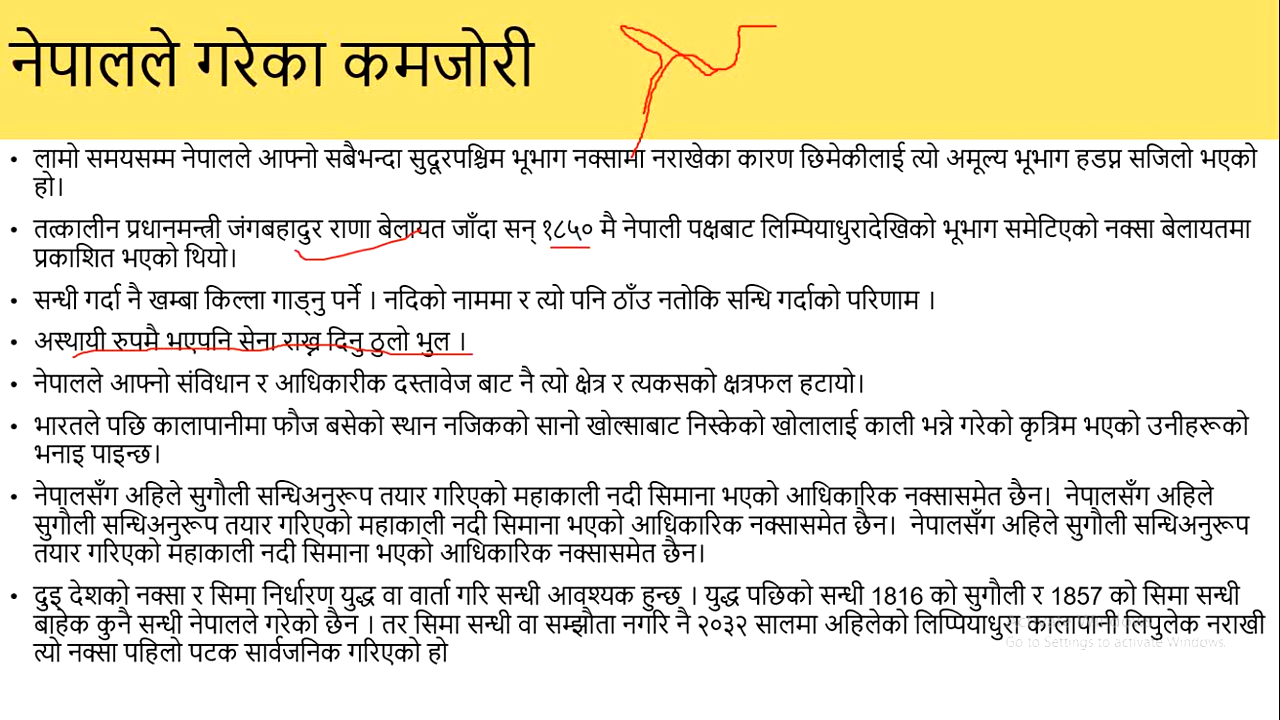 नेपालले गरेका कमजोरी
• लामो समयसम्म नेपालले आफ्नो सबैभन्दा सुदूरपश्चिम भूभाग नक्सामा नराखेका कारण छिमेकीलाई त्यो अमूल्य भूभाग हडप्न सजिलो भएको
हो।
• तत्कालीन प्रधानमन्त्री जंगबहादुर राणा बेलायत जाँदा सन् १८५० मै नेपाली पक्षबाट लिम्पियाधुरादेखिको भूभाग समेटिएको नक्सा बेलायतमा
प्रकाशित भएको थियो।
• सन्धी गर्दा नै खम्बा किल्ला गाड्नु पर्ने । नदिको नाममा र त्यो पनि ठाँउ नतोकि सन्धि गर्दाको परिणाम ।
• अस्थायी रुपमै भएपनि सेना राख्न दिनु ठुलो भुल ।
• नेपालले आफ्नो संविधान र आधिकारीक दस्तावेज बाट नै त्यो क्षेत्र र त्यकसको क्षत्रफल हटायो।
• भारतले पछि कालापानीमा फौज बसेको स्थान नजिकको सानो खोल्साबाट निस्केको खोलालाई काली भन्ने गरेको कृत्रिम भएको उनीहरूको
भनाइ पाइन्छ।
• नेपालसँग अहिले सुगौली सन्धिअनुरूप तयार गरिएको महाकाली नदी सिमाना भएको आधिकारिक नक्सासमेत छैन। नेपालसँग अहिले
सुगौली सन्धिअनुरूप तयार गरिएको महाकाली नदी सिमाना भएको आधिकारिक नक्सासमेत छैन। नेपालसँग अहिले सुगौली सन्धिअनुरूप
तयार गरिएको महाकाली नदी सिमाना भएको आधिकारिक नक्सासमेत छैन।
• दुइ देशको नक्सा र सिमा निर्धारण युद्ध वा वार्ता गरि सन्धी आवश्यक हुन्छ । युद्ध पछिको सन्धी 1816 को सुगौली र 1857 को सिमा सन्धी
बाहेक कुनै सन्धी नेपालले गरेको छैन । तर सिमा सन्धी वा सम्झौता नगरि नै २०३२ सालमा अहिलेको लिप्पियाधुरा कालापानी लिपुलेक नराखी
त्यो नक्सा पहिलो पटक सार्वजनिक गरिएको हो
Go to Settings to activate Windows.